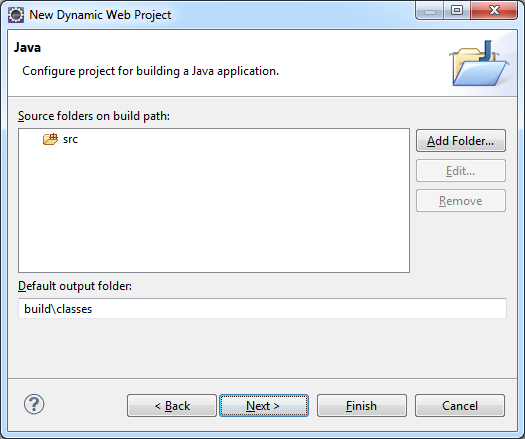 New Dynamic Web Project
Java
Configure project for building a Java application.
Source folders on build path:
src
Add Folder...
Edit...
Remove
Default output folder:
build\classes
?
< Back
Next >
Finish
Cancel